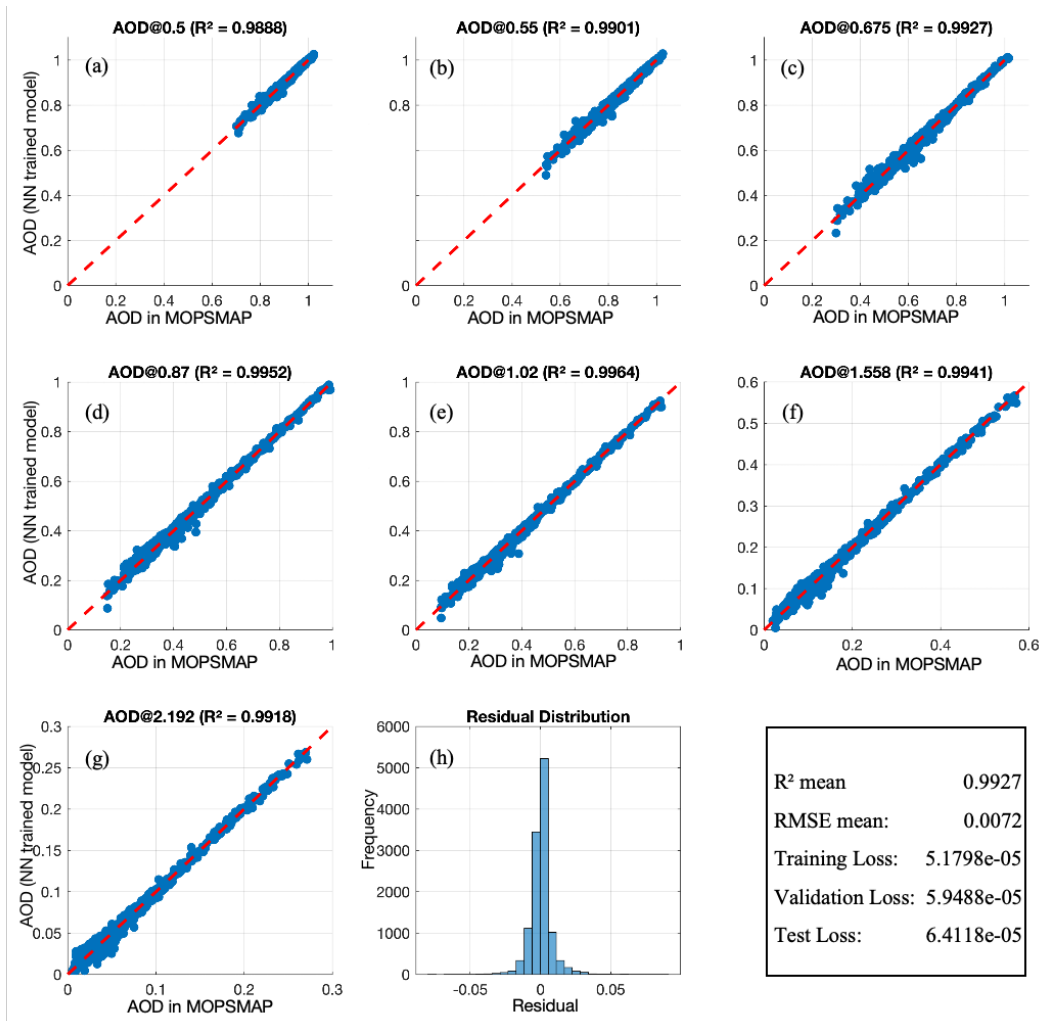 AOD@0.5 (R² = 0.9888)
(a)
AOD (NN trained model)
1
0.8
0.6
0.4
0.2
0
0 0.2 0.4 0.6 0.8 1
AOD in MOPSMAP
AOD@0.55 (R² = 0.9901)
(b)
1
0.8
0.6
0.4
0.2
0
0 0.2 0.4 0.6 0.8 1
AOD in MOPSMAP
AOD@0.675 (R² = 0.9927)
(c)
1
0.8
0.6
0.4
0.2
0
0 0.2 0.4 0.6 0.8 1
AOD in MOPSMAP
AOD@0.87 (R² = 0.9952)
(d)
AOD (NN trained model)
1
0.8
0.6
0.4
0.2
0
0 0.2 0.4 0.6 0.8 1
AOD in MOPSMAP
AOD@1.02 (R² = 0.9964)
(e)
1
0.8
0.6
0.4
0.2
0
0 0.2 0.4 0.6 0.8 1
AOD in MOPSMAP
AOD@1.558 (R² = 0.9941)
(f)
0.6
0.5
0.4
0.3
0.2
0.1
0
0 0.2 0.4 0.6
AOD in MOPSMAP
AOD@2.192 (R² = 0.9918)
(g)
AOD (NN trained model)
0.3
0.25
0.2
0.15
0.1
0.05
0
0 0.1 0.2 0.3
AOD in MOPSMAP
Residual Distribution
(h)
Frequency
6000
5000
4000
3000
2000
1000
0
-0.05 0 0.05
Residual
R² mean 0.9927
RMSE mean: 0.0072
Training Loss: 5.1798e-05
Validation Loss: 5.9488e-05
Test Loss: 6.4118e-05